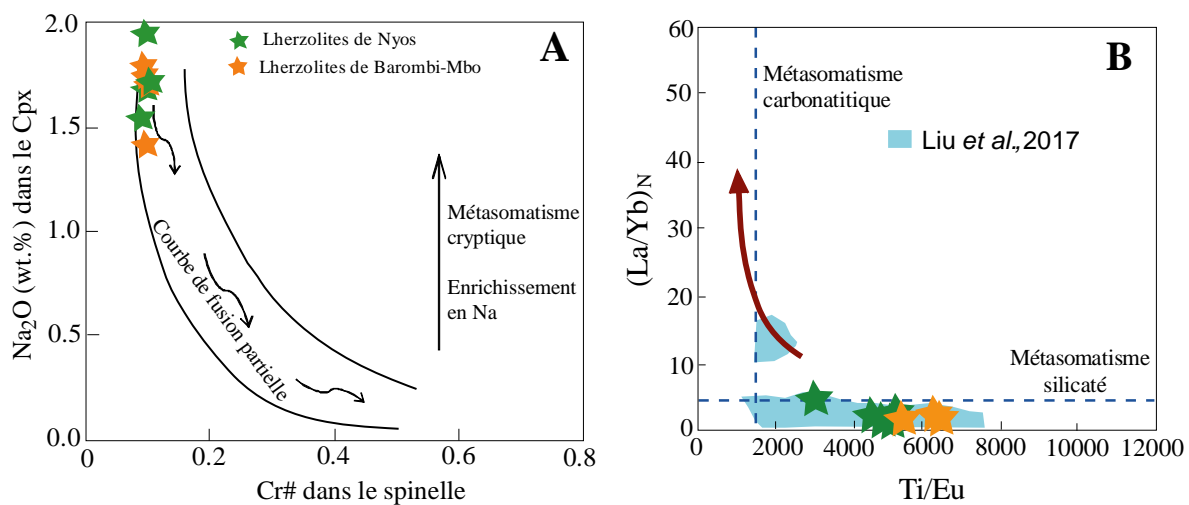 A
Lherzolites de Nyos
Lherzolites de Barombi-Mbo
2.0
1.5
1.0
0.5
0.0
Na2O (wt.%) dans le Cpx
Courbe de fusion partielle
Métasomatisme
cryptique
Enrichissement
en Na
0
0.2
0.4
0.6
0.8
Cr# dans le spinelle
B
60
50
40
30
20
10
0
(La/Yb)N
Métasomatisme
carbonatitique
Liu et al., 2017
Métasomatisme
silicaté
0
2000
4000
6000
8000
10000
12000
Ti/Eu